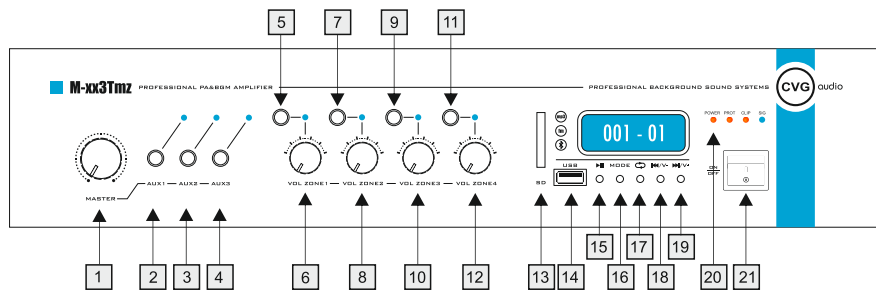 5 7 9 11
M-xx3Tmz PROFESSIONAL PA&BGM AMPLIFIER PROFESSIONAL BACKGROUND SOUND SYSTEMS CVG audio
POWER PROT CLIP SIG
mp3
001 - 01
USB MODE V- V+
ON
OFF
AUX1 AUX2 AUX3 VOL ZONE1 VOL ZONE2 VOL ZONE3 VOL ZONE4
SD
MASTER
15 17 19
1 2 3 4 6 8 10 12 13 14 16 18 20 21